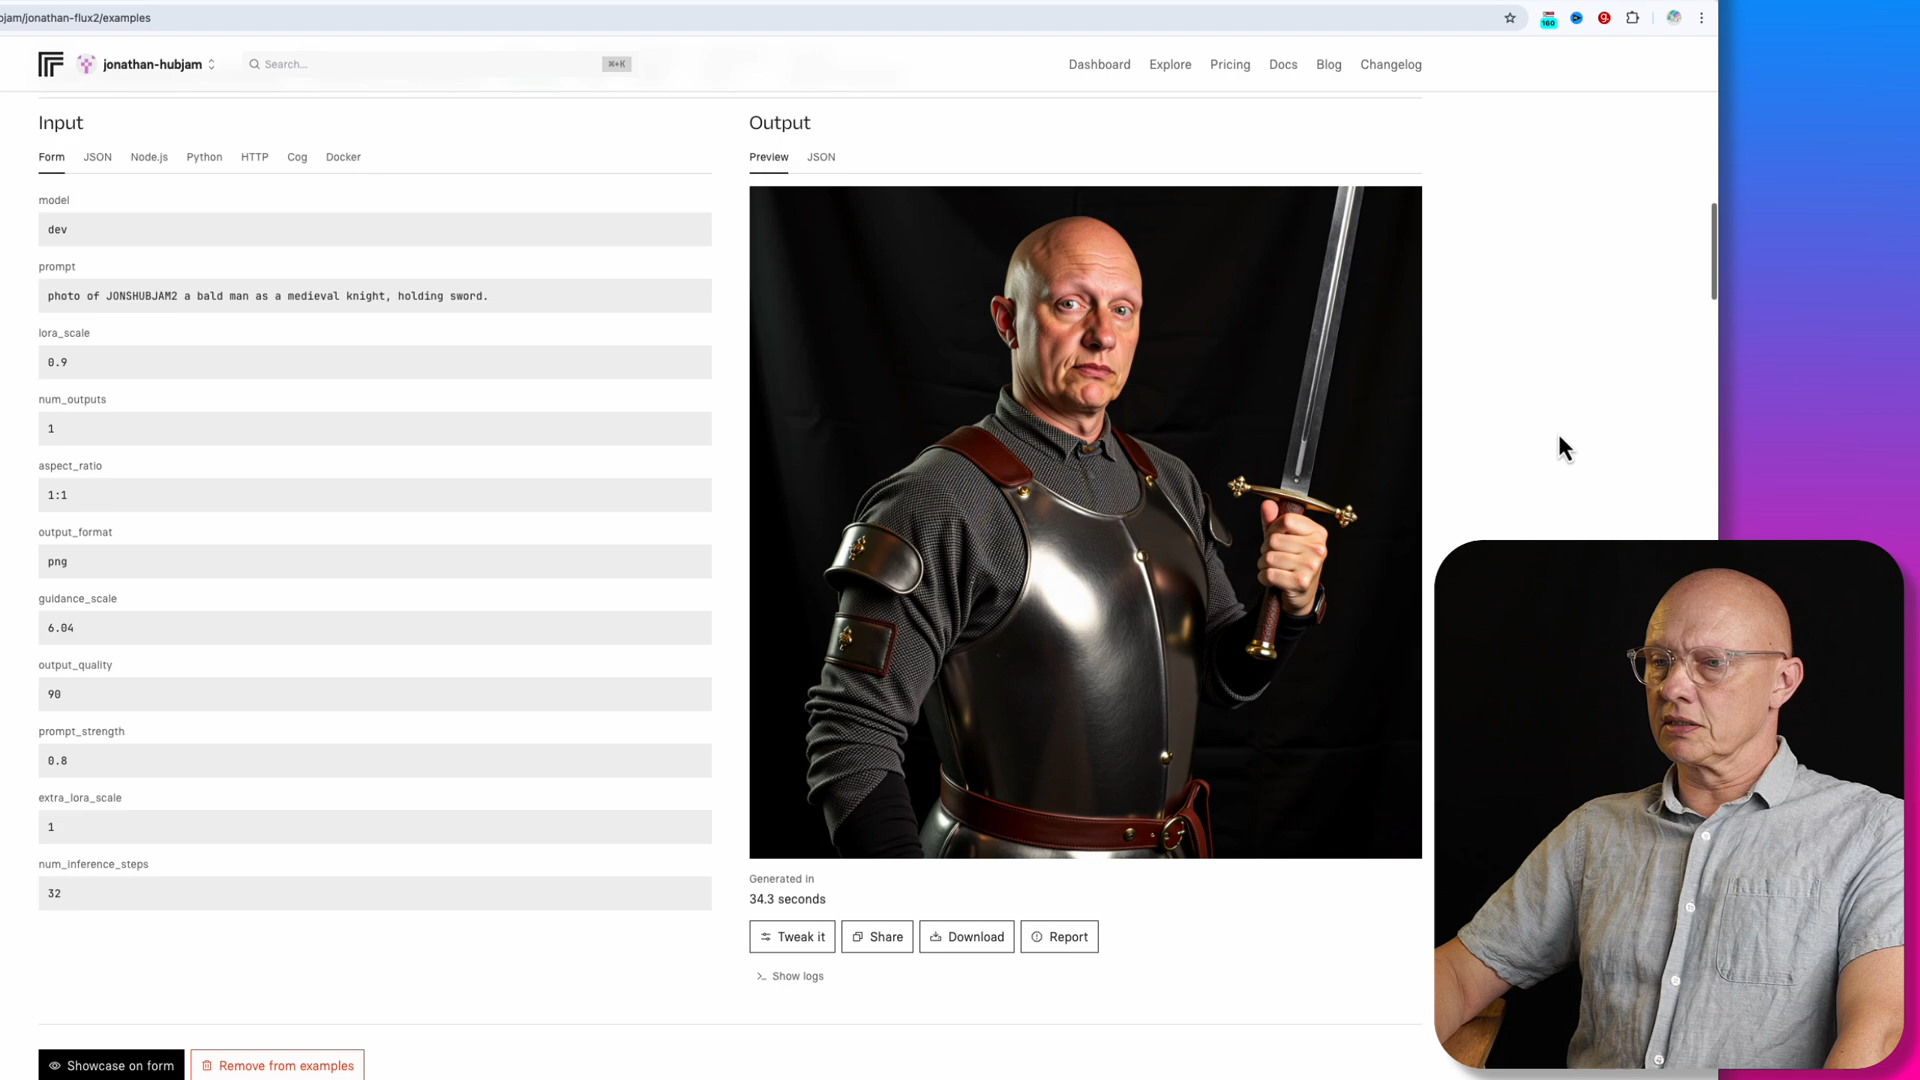 ojam/jonathan-flux2/examples
160
jonathan-hubjam
Search...
⌘+K
Dashboard
Explore
Pricing
Docs
Blog
Changelog
Input
Form
JSON
Node.js
Python
HTTP
Cog
Docker
model
dev
prompt
photo of JONSHUBJAM2 a bald man as a medieval knight, holding sword.
lora_scale
0.9
num_outputs
1
aspect_ratio
1:1
output_format
png
guidance_scale
6.04
output_quality
90
prompt_strength
0.8
extra_lora_scale
1
num_inference_steps
32
Output
Preview
JSON
Generated in
34.3 seconds
Tweak it
Share
Download
Report
Show logs
Showcase on form
Remove from examples